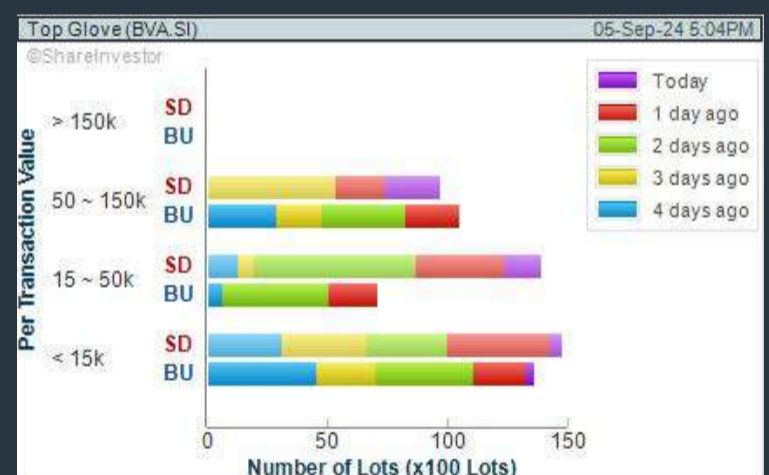 Top Glove (BVA.SI) 05-Sep-24 5:04PM
©ShareInvestor
Today
1 day ago
2 days ago
3 days ago
4 days ago
Per Transaction Value
> 150k
SD
BU
50 ~ 150k
SD
BU
15 ~ 50k
SD
BU
< 15k
SD
BU
0 50 100 150
Number of Lots (x100 Lots)